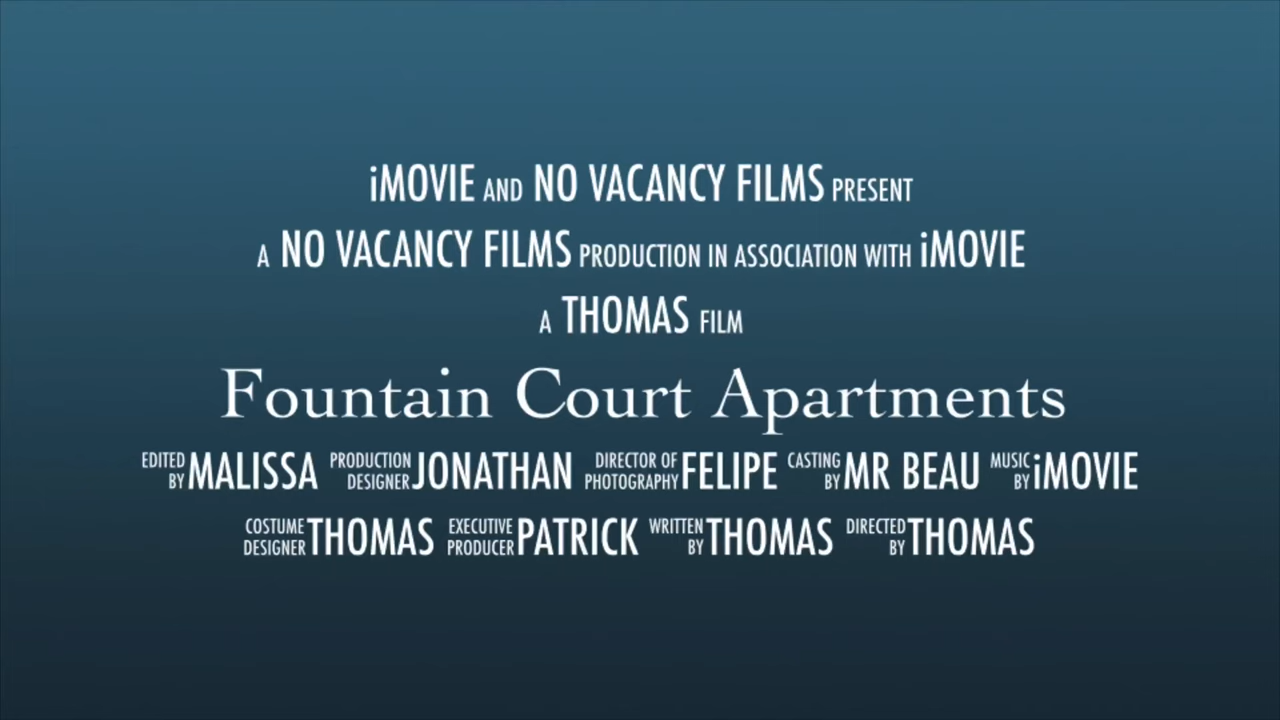 iMOVIE AND NO VACANCY FILMS PRESENT
A NO VACANCY FILMS PRODUCTION IN ASSOCIATION WITH iMOVIE
A THOMAS FILM
Fountain Court Apartments
EDITED BY MALISSA PRODUCTION DESIGNER JONATHAN DIRECTOR OF PHOTOGRAPHY FELIPE CASTING BY MR BEAU MUSIC BY iMOVIE
COSTUME DESIGNER THOMAS EXECUTIVE PRODUCER PATRICK WRITTEN BY THOMAS DIRECTED BY THOMAS